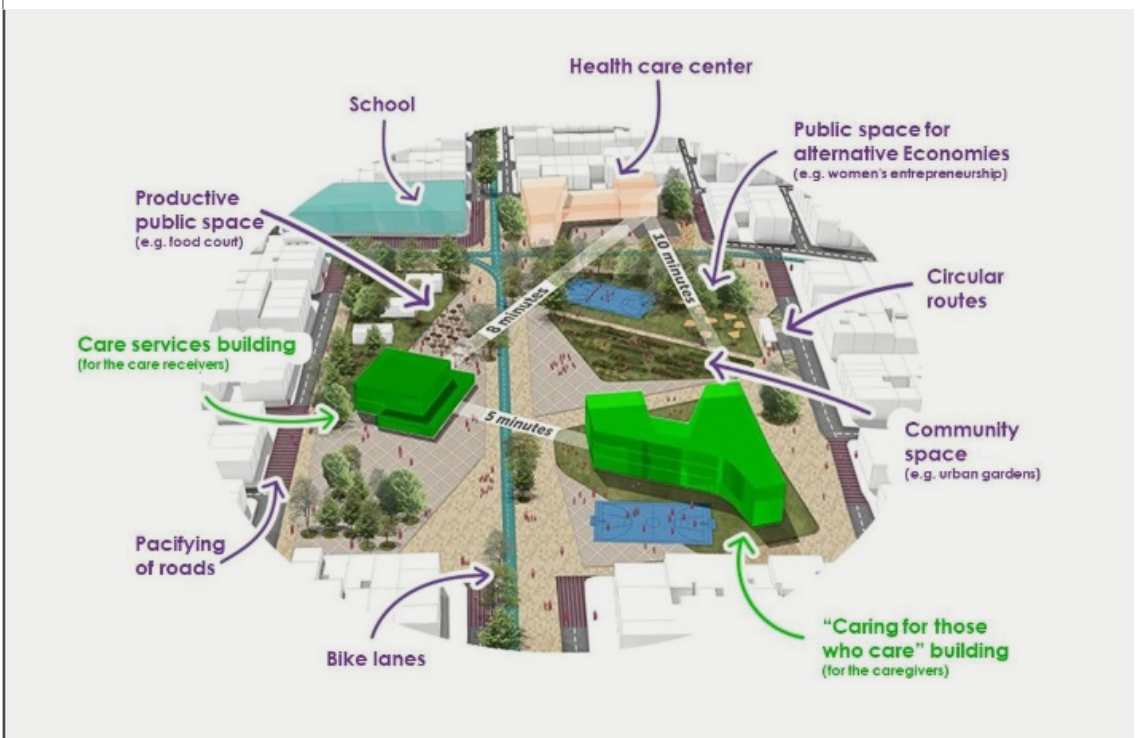 Health care center
School
Public space for
alternative Economies
(e.g. women's entrepreneurship)
Productive
public space
(e.g. food court)
10 minutes
8 minutes
Circular
routes
Care services building
(for the care receivers)
5 minutes
Community
space
(e.g. urban gardens)
Pacifying
of roads
Bike lanes
“Caring for those
who care” building
(for the caregivers)